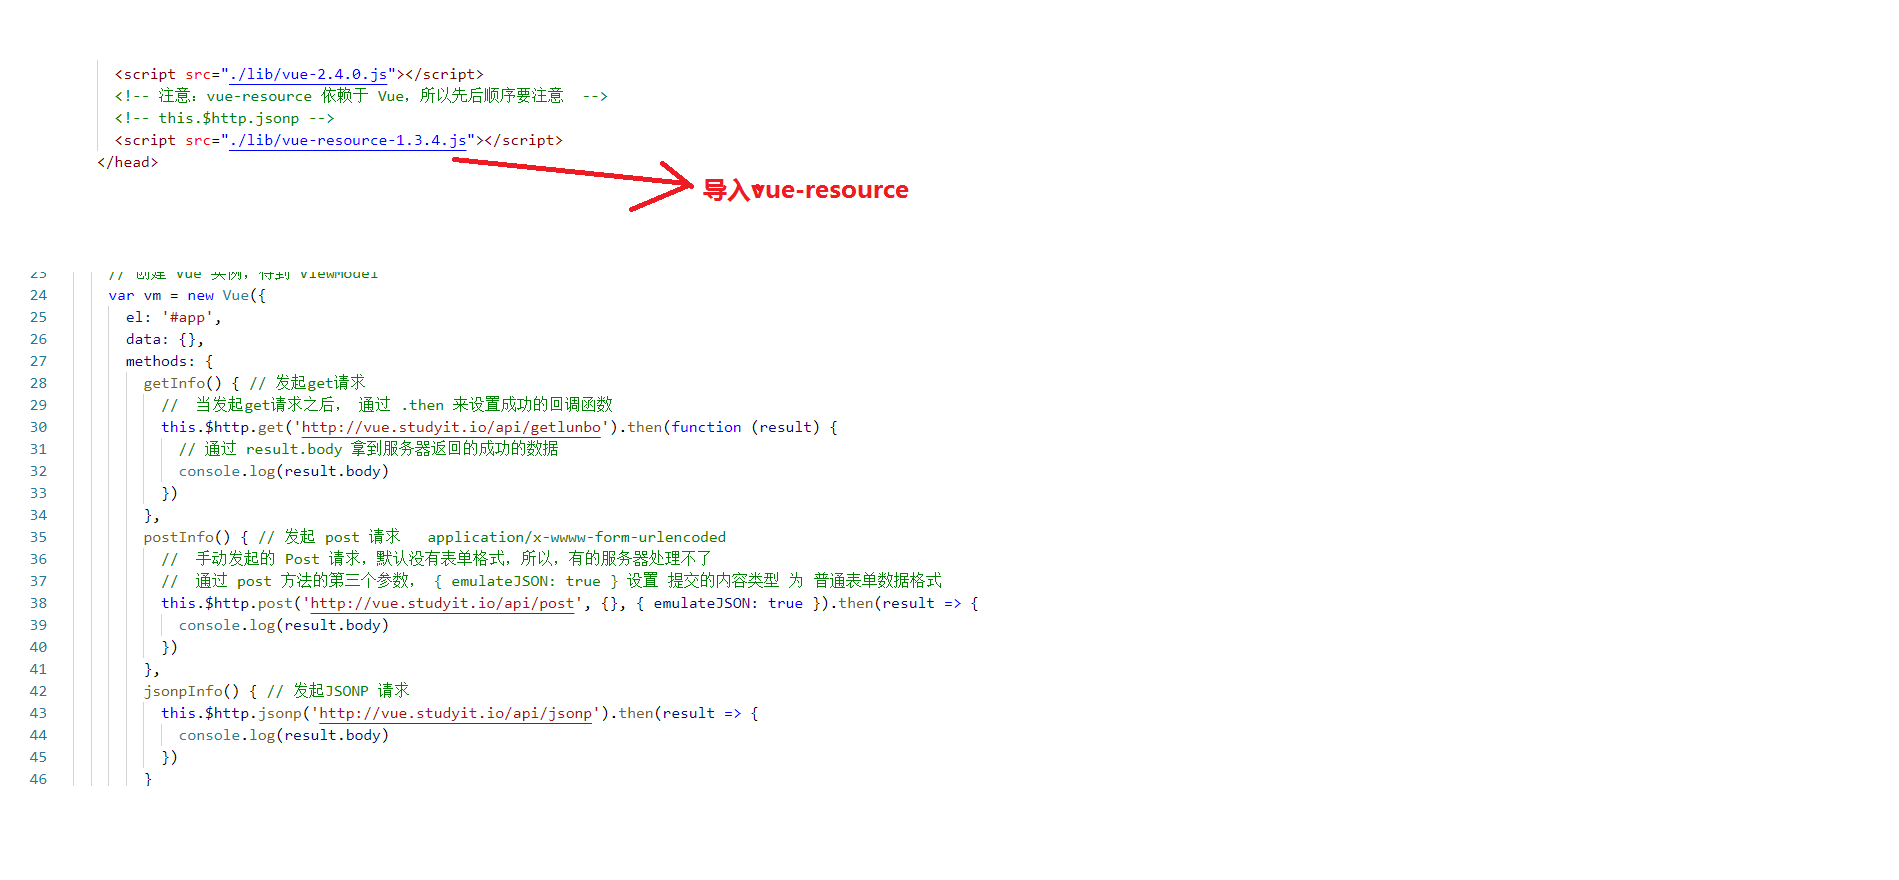 <script src="./lib/vue-2.4.0.js"></script>
<!-- 注意：vue-resource 依赖于 Vue，所以先后顺序要注意  -->
<!-- this.$http.jsonp -->
<script src="./lib/vue-resource-1.3.4.js"></script>
</head>
导入vue-resource
23 // 创建 Vue 实例，得到 ViewModel
24 var vm = new Vue({
25 el: '#app',
26 data: {},
27 methods: {
28 getInfo() { // 发起get请求
29 //  当发起get请求之后， 通过 .then 来设置成功的回调函数
30 this.$http.get('http://vue.studyit.io/api/getlunbo').then(function (result) {
31 // 通过 result.body 拿到服务器返回的成功的数据
32 console.log(result.body)
33 })
34 },
35 postInfo() { // 发起 post 请求   application/x-wwww-form-urlencoded
36 //  手动发起的 Post 请求，默认没有表单格式，所以，有的服务器处理不了
37 //  通过 post 方法的第三个参数， { emulateJSON: true } 设置 提交的内容类型 为 普通表单数据格式
38 this.$http.post('http://vue.studyit.io/api/post', {}, { emulateJSON: true }).then(result => {
39 console.log(result.body)
40 })
41 },
42 jsonpInfo() { // 发起JSONP 请求
43 this.$http.jsonp('http://vue.studyit.io/api/jsonp').then(result => {
44 console.log(result.body)
45 })
46 }